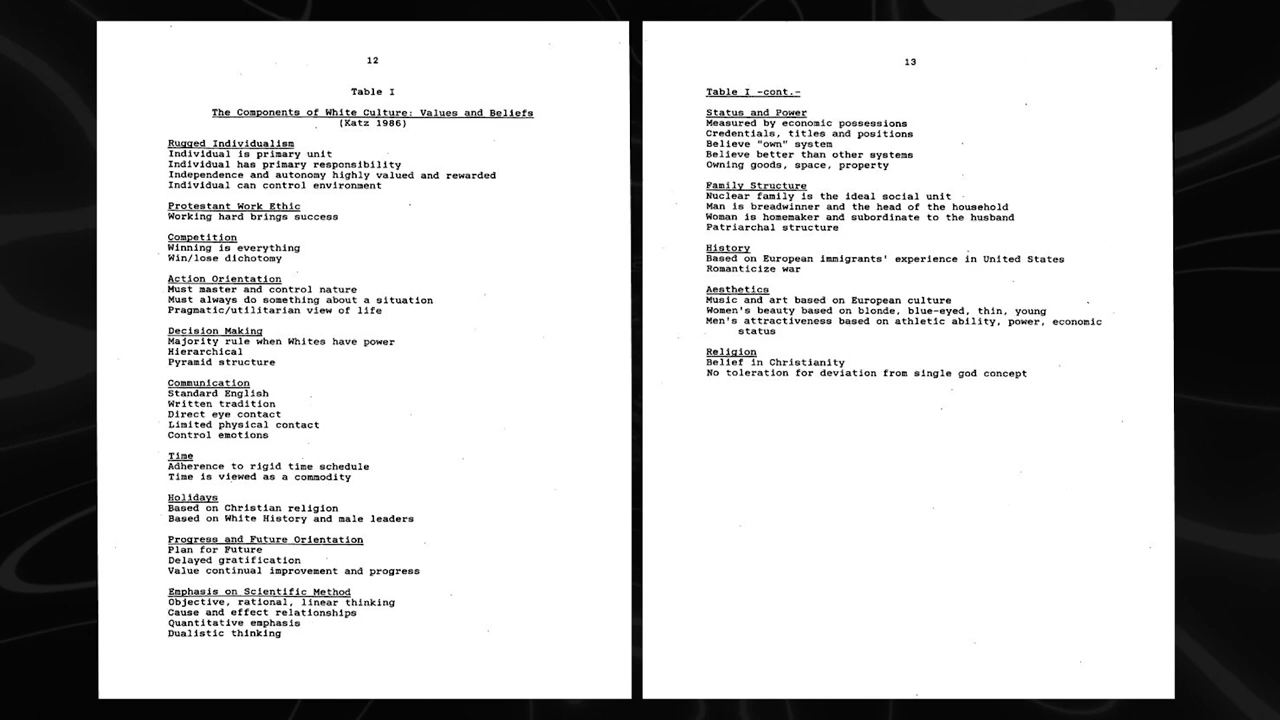 12
Table I
The Components of White Culture: Values and Beliefs
(Katz 1986)
Rugged Individualism
Individual is primary unit
Individual has primary responsibility
Independence and autonomy highly valued and rewarded
Individual can control environment
Protestant Work Ethic
Working hard brings success
Competition
Winning is everything
Win/lose dichotomy
Action Orientation
Must master and control nature
Must always do something about a situation
Pragmatic/utilitarian view of life
Decision Making
Majority rule when Whites have power
Hierarchical
Pyramid structure
Communication
Standard English
Written tradition
Direct eye contact
Limited physical contact
Control emotions
Time
Adherence to rigid time schedule
Time is viewed as a commodity
Holidays
Based on Christian religion
Based on White History and male leaders
Progress and Future Orientation
Plan for Future
Delayed gratification
Value continual improvement and progress
Emphasis on Scientific Method
Objective, rational, linear thinking
Cause and effect relationships
Quantitative emphasis
Dualistic thinking
13
Table I -cont.-
Status and Power
Measured by economic possessions
Credentials, titles and positions
Believe "own" system
Believe better than other systems
Owning goods, space, property
Family Structure
Nuclear family is the ideal social unit
Man is breadwinner and the head of the household
Woman is homemaker and subordinate to the husband
Patriarchal structure
History
Based on European immigrants' experience in United States
Romanticize war
Aesthetics
Music and art based on European culture
Women's beauty based on blonde, blue-eyed, thin, young
Men's attractiveness based on athletic ability, power, economic
status
Religion
Belief in Christianity
No toleration for deviation from single god concept